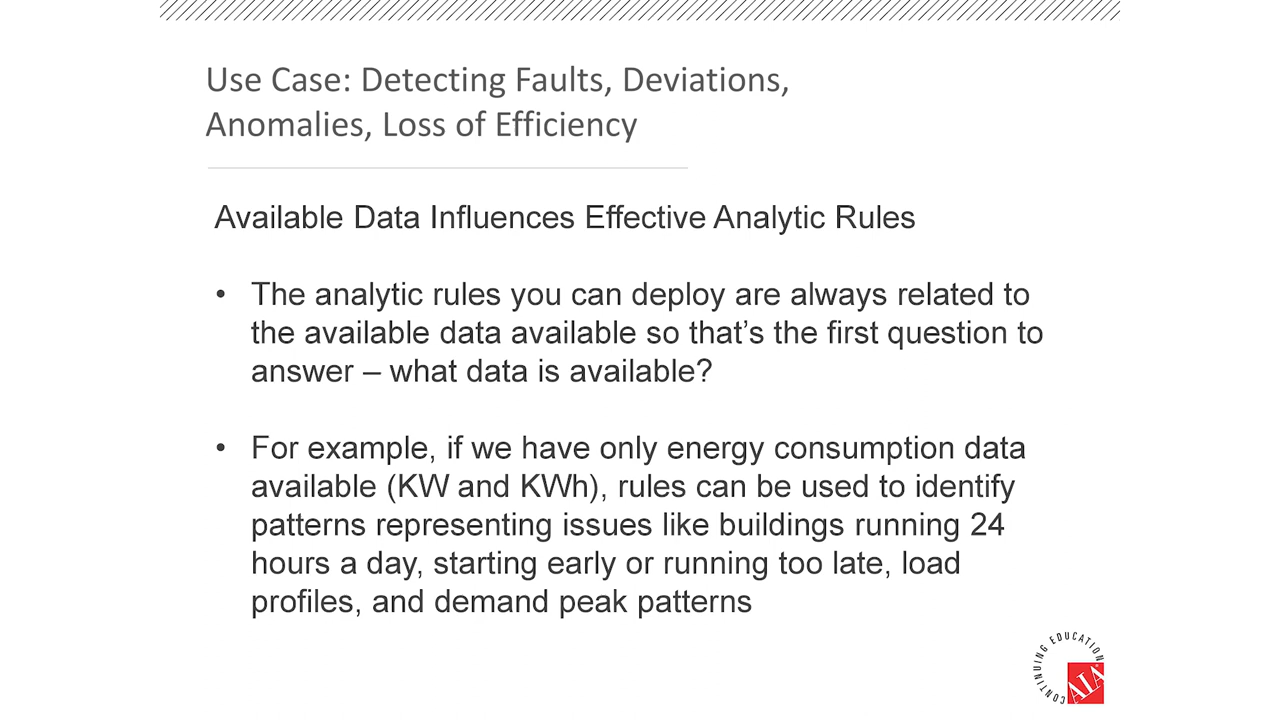 Use Case: Detecting Faults, Deviations,
Anomalies, Loss of Efficiency
Available Data Influences Effective Analytic Rules
• The analytic rules you can deploy are always related to
the available data available so that’s the first question to
answer – what data is available?
• For example, if we have only energy consumption data
available (KW and KWh), rules can be used to identify
patterns representing issues like buildings running 24
hours a day, starting early or running too late, load
profiles, and demand peak patterns
CONTINUING EDUCATION
AIA